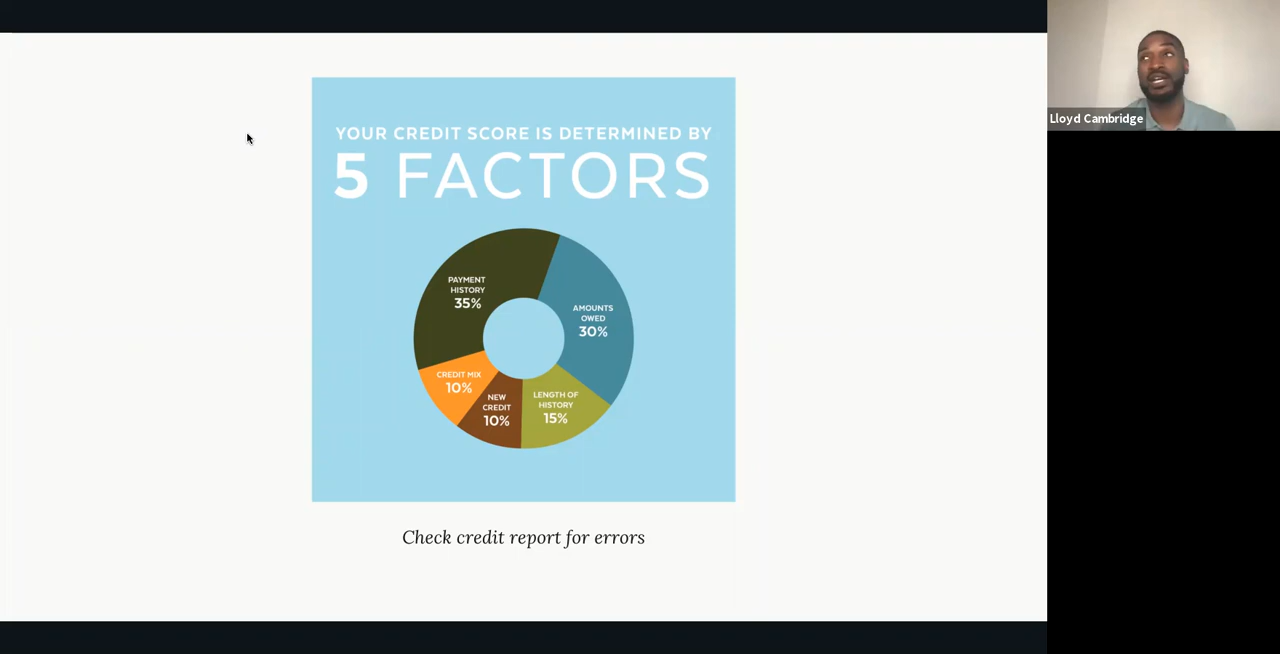 YOUR CREDIT SCORE IS DETERMINED BY
5 FACTORS
PAYMENT
HISTORY
35%
AMOUNTS
OWED
30%
CREDIT MIX
10%
NEW
CREDIT
10%
LENGTH OF
HISTORY
15%
Check credit report for errors
Lloyd Cambridge